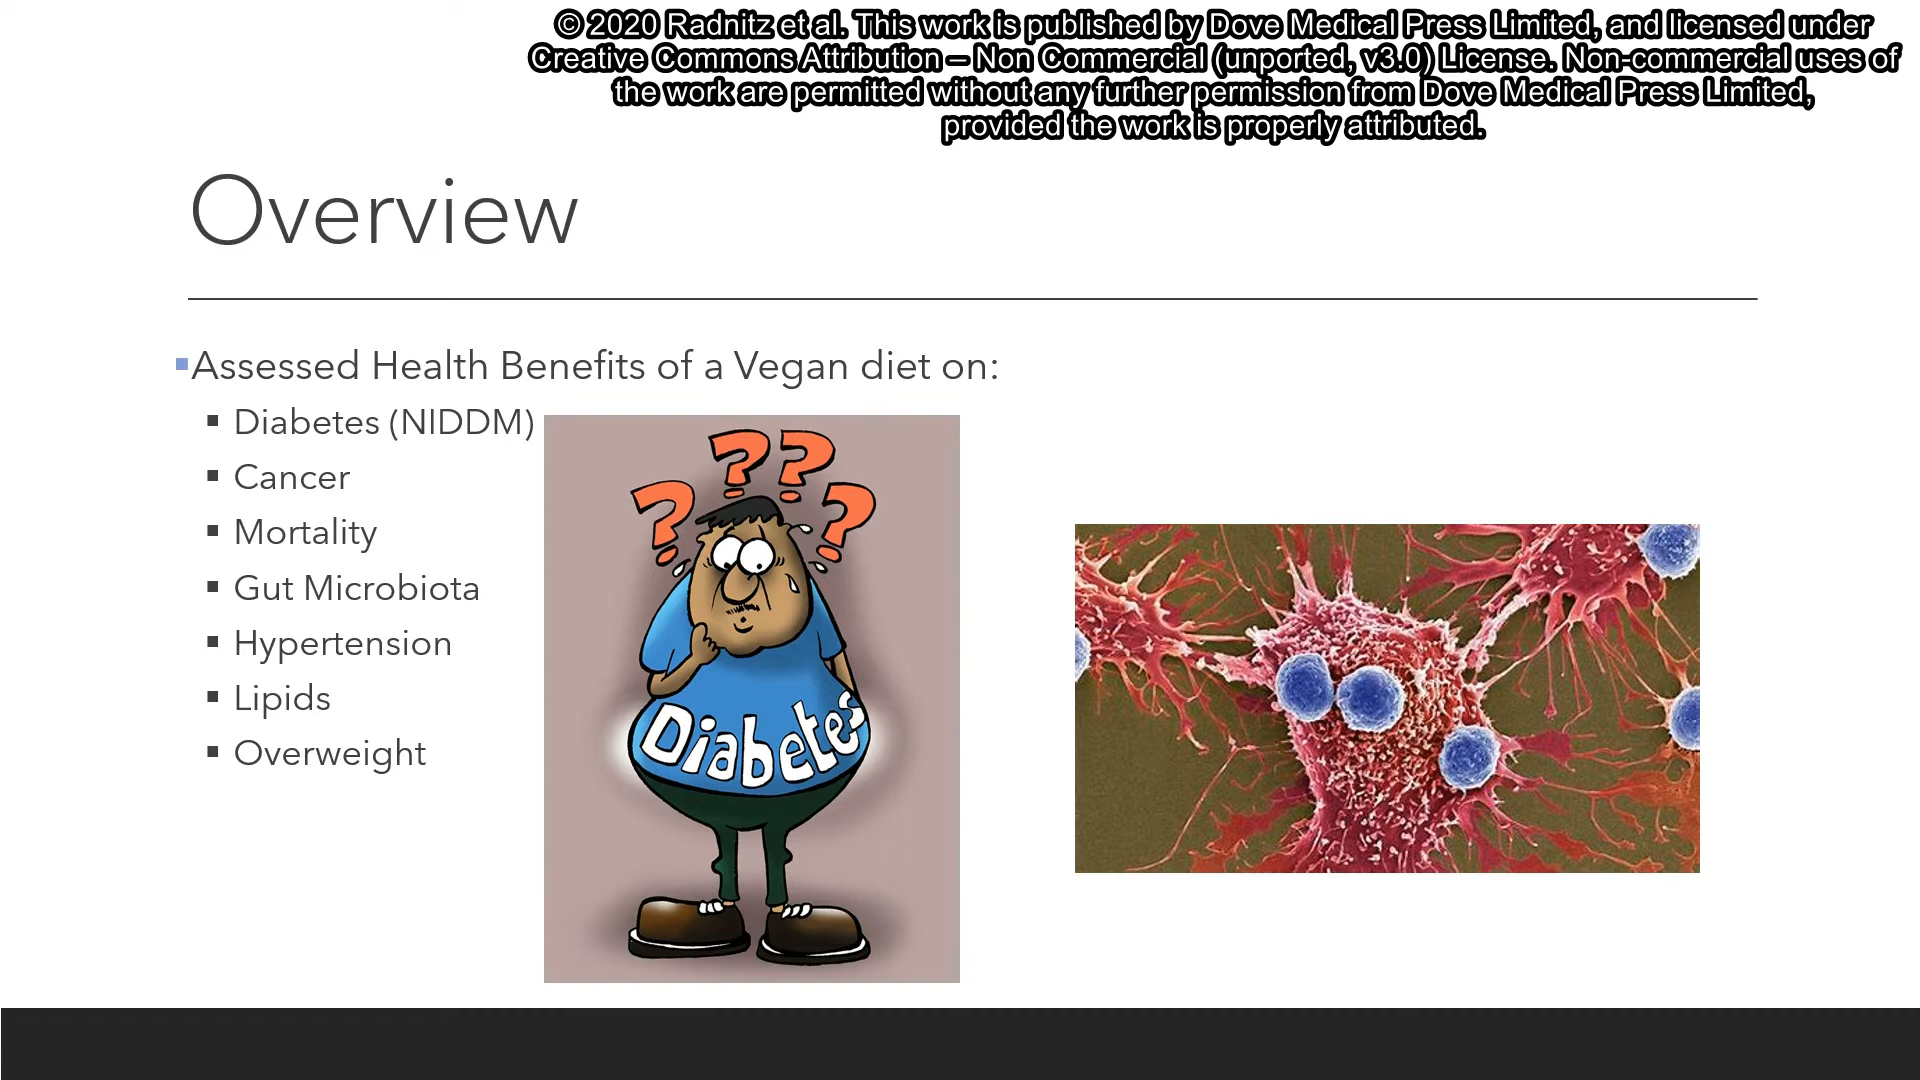 © 2020 Radnitz et al. This work is published by Dove Medical Press Limited, and licensed under
Creative Commons Attribution – Non Commercial (unported, v3.0) License. Non-commercial uses of
the work are permitted without any further permission from Dove Medical Press Limited,
provided the work is properly attributed.
Overview
Assessed Health Benefits of a Vegan diet on:
Diabetes (NIDDM)
Cancer
Mortality
Gut Microbiota
Hypertension
Lipids
Overweight
? ? ? ?
Diabetes